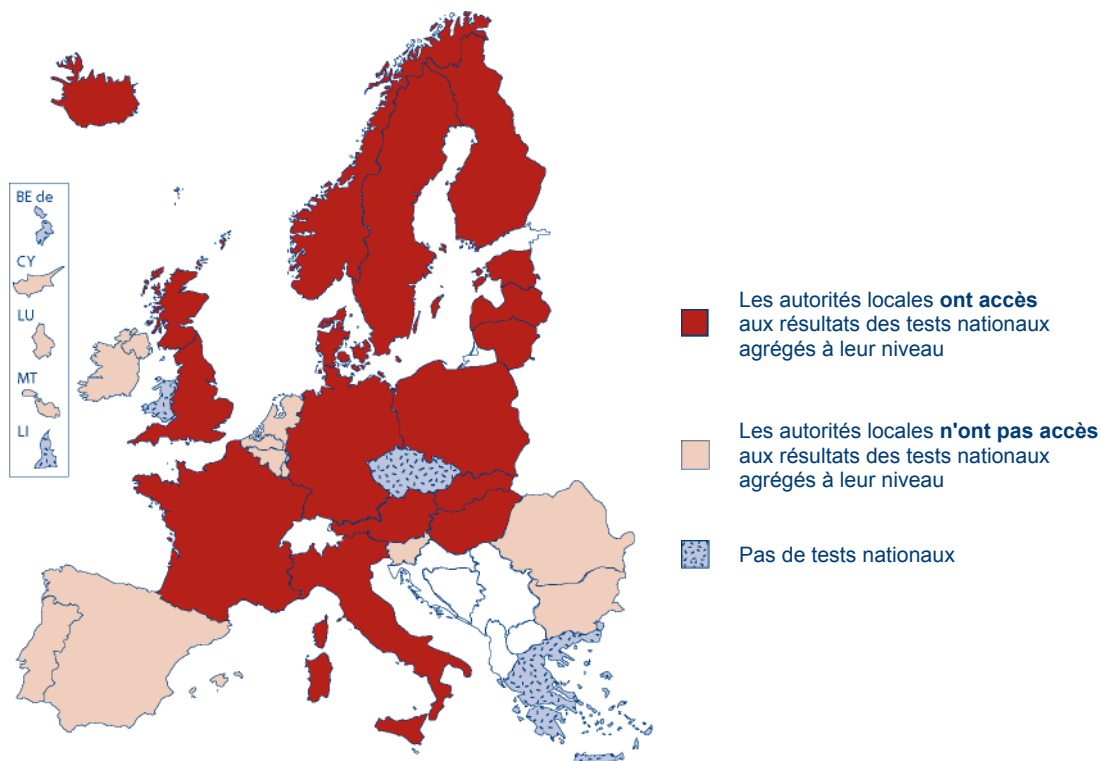 BE de
CY
LU
MT
LI
Les autorités locales ont accès
aux résultats des tests nationaux
agrégés à leur niveau
Les autorités locales n'ont pas accès
aux résultats des tests nationaux
agrégés à leur niveau
Pas de tests nationaux